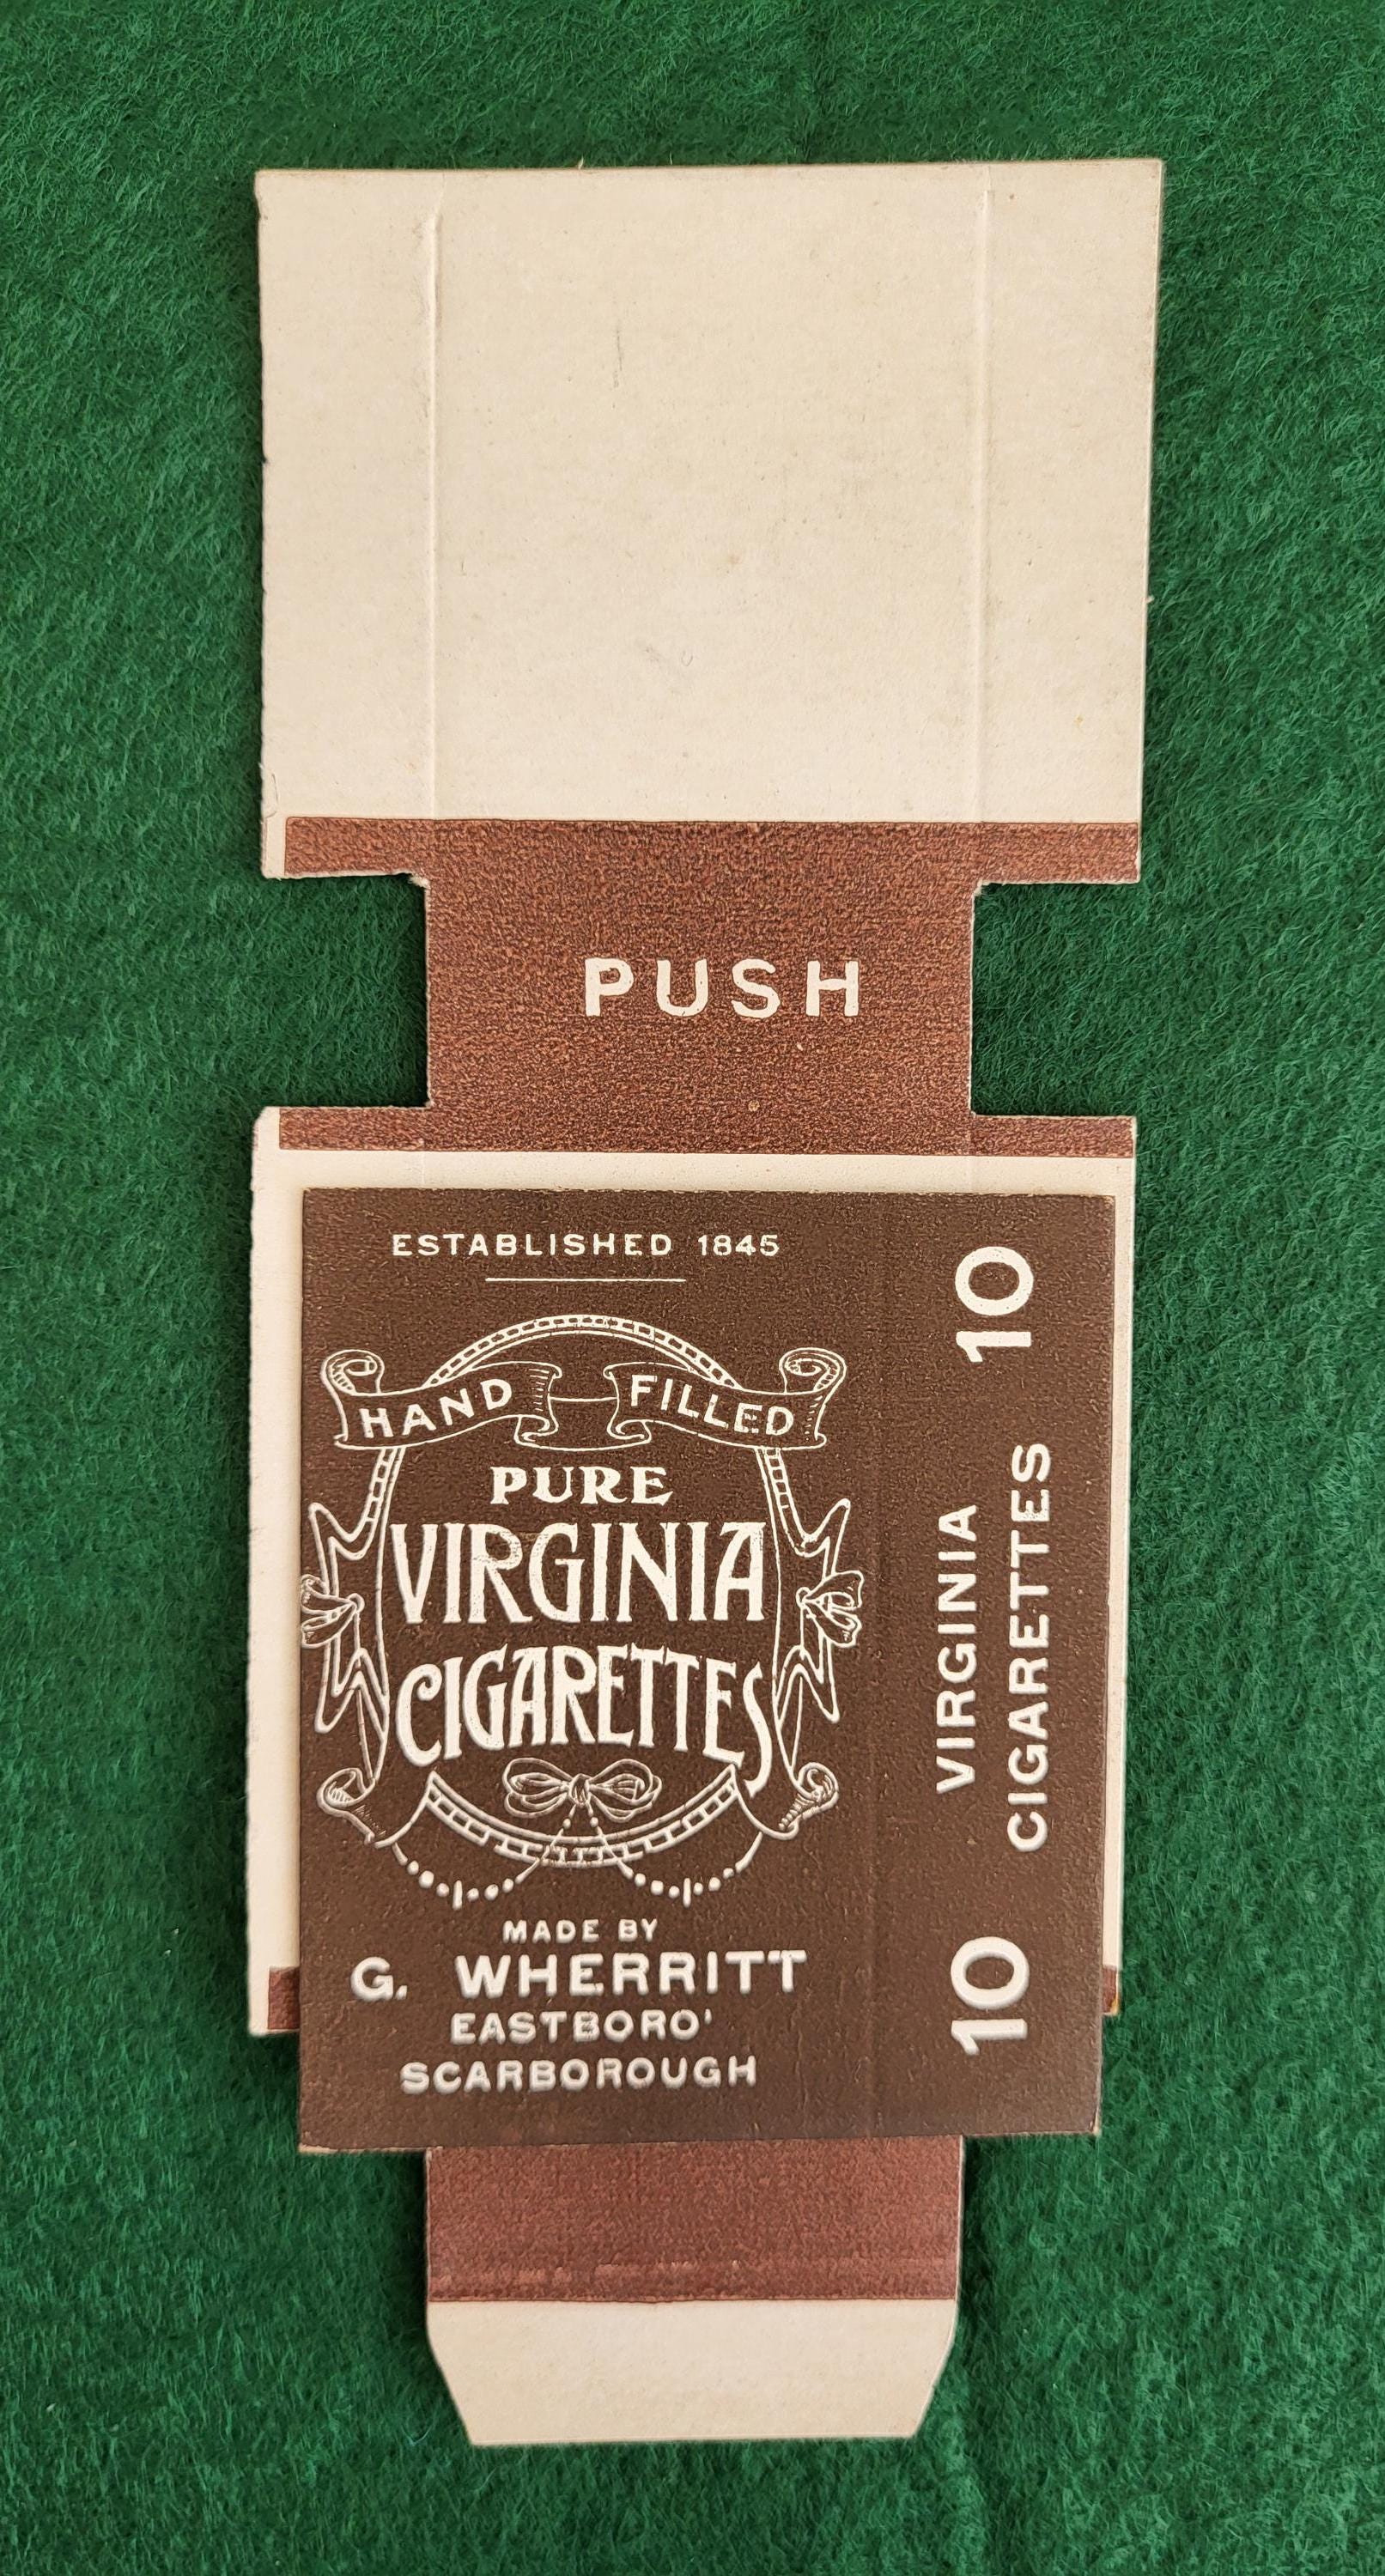 PUSH
ESTABLISHED 1845
HAND FILLED
PURE
VIRGINIA
CIGARETTES
MADE BY
G. WHERRITT
EASTBORO'
SCARBOROUGH
10
VIRGINIA
CIGARETTES
10